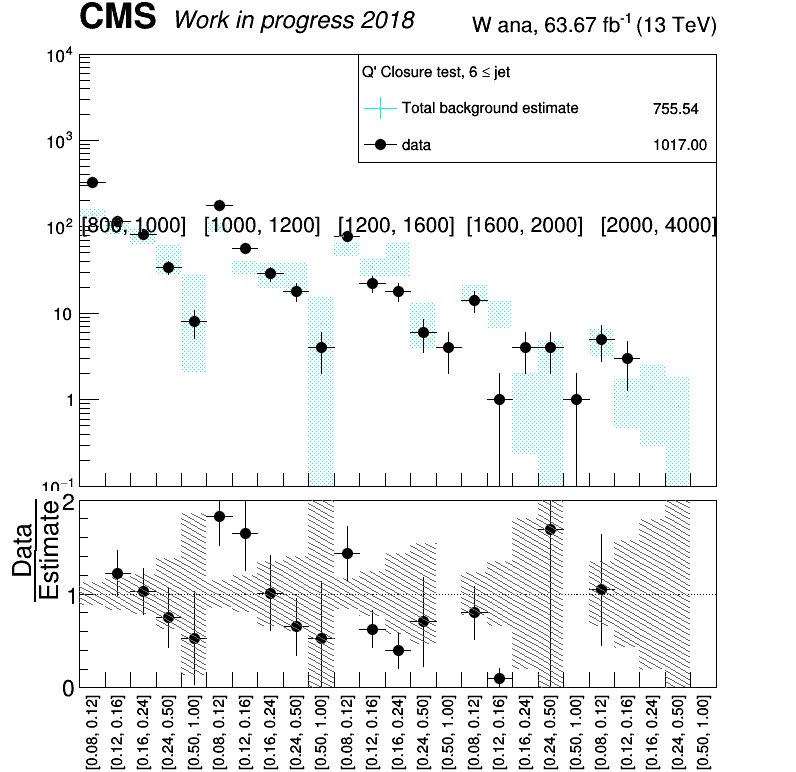 CMS Work in progress 2018 W ana, 63.67 fb⁻¹ (13 TeV)
10⁴
Q' Closure test, 6 ≤ jet
Total background estimate 755.54
10³
data 1017.00
10²
[800, 1000] [1000, 1200] [1200, 1600] [1600, 2000] [2000, 4000]
10
1
10⁻¹
2
Data
Estimate
1
0
[0.08, 0.12] [0.12, 0.16] [0.16, 0.24] [0.24, 0.50] [0.50, 1.00] [0.08, 0.12] [0.12, 0.16] [0.16, 0.24] [0.24, 0.50] [0.50, 1.00] [0.08, 0.12] [0.12, 0.16] [0.16, 0.24] [0.24, 0.50] [0.50, 1.00] [0.08, 0.12] [0.12, 0.16] [0.16, 0.24] [0.24, 0.50] [0.50, 1.00] [0.08, 0.12] [0.12, 0.16] [0.16, 0.24] [0.24, 0.50] [0.50, 1.00]